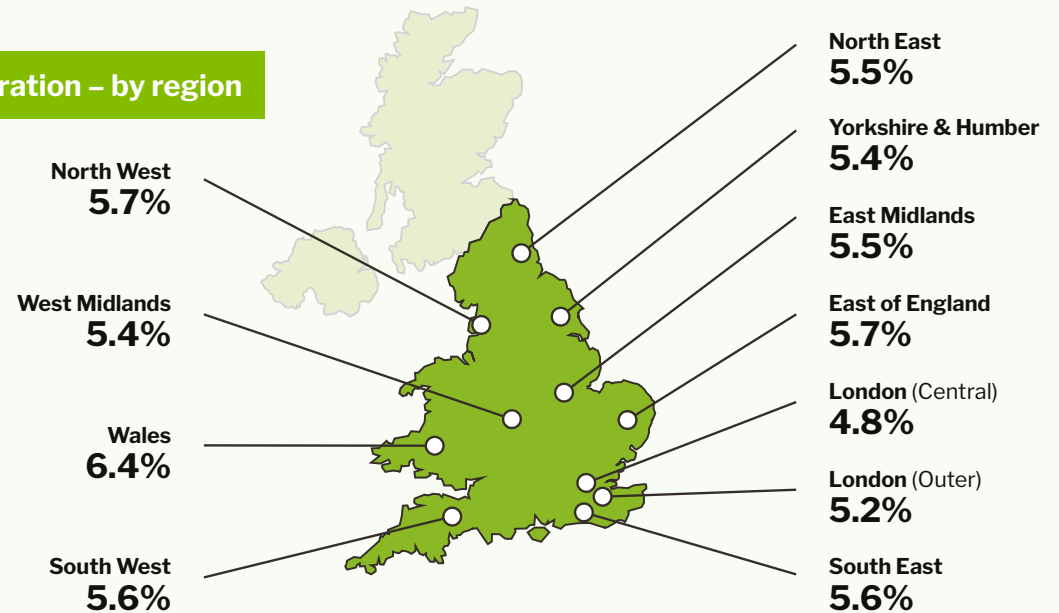 – by region
North West
5.7%
West Midlands
5.4%
Wales
6.4%
South West
5.6%
North East
5.5%
Yorkshire & Humber
5.4%
East Midlands
5.5%
East of England
5.7%
London (Central)
4.8%
London (Outer)
5.2%
South East
5.6%